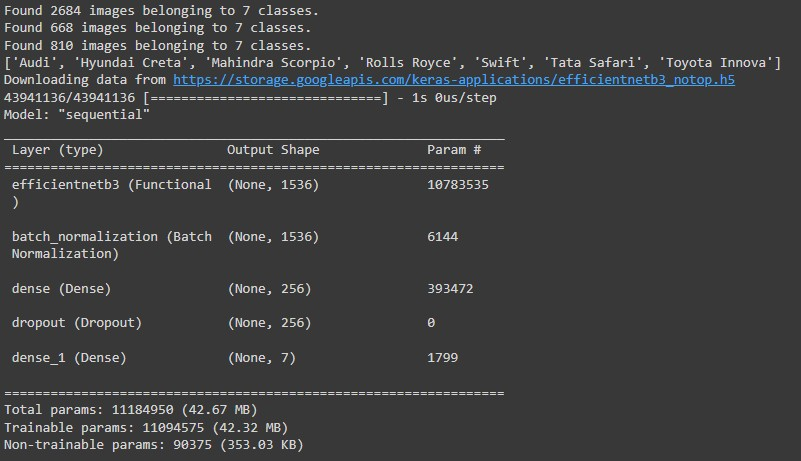 Found 2684 images belonging to 7 classes.
Found 668 images belonging to 7 classes.
Found 810 images belonging to 7 classes.
['Audi', 'Hyundai Creta', 'Mahindra Scorpio', 'Rolls Royce', 'Swift', 'Tata Safari', 'Toyota Innova']
Downloading data from https://storage.googleapis.com/keras-applications/efficientnetb3_notop.h5
43941136/43941136 [==============================] - 1s 0us/step
Model: "sequential"
_________________________________________________________________
Layer (type) Output Shape Param #
=================================================================
efficientnetb3 (Functional (None, 1536) 10783535
)
batch_normalization (Batch (None, 1536) 6144
Normalization)
dense (Dense) (None, 256) 393472
dropout (Dropout) (None, 256) 0
dense_1 (Dense) (None, 7) 1799
=================================================================
Total params: 11184950 (42.67 MB)
Trainable params: 11094575 (42.32 MB)
Non-trainable params: 90375 (353.03 KB)